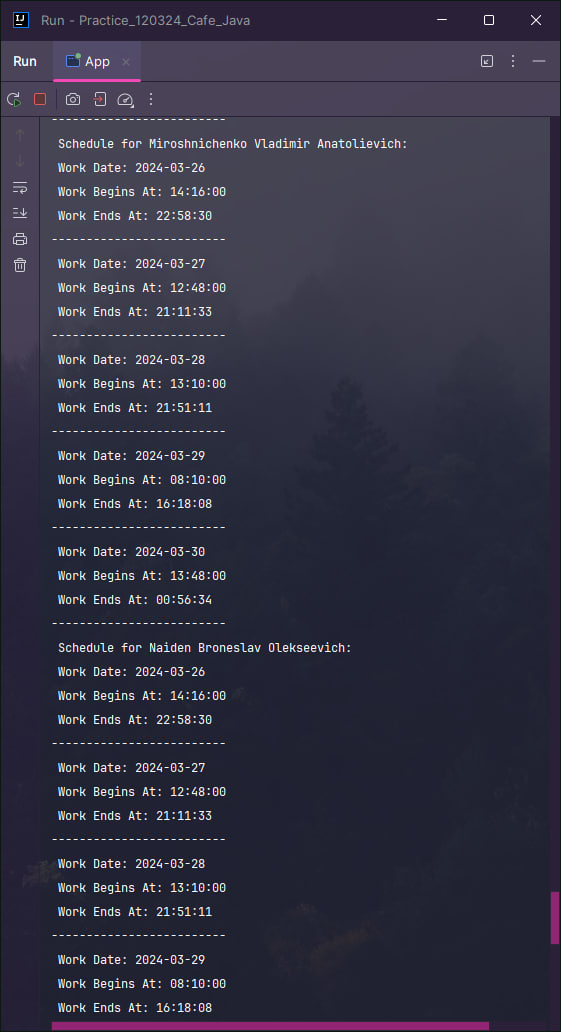 Run - Practice_120324_Cafe_Java
Run App
-------------------------
Schedule for Miroshnichenko Vladimir Anatolievich:
Work Date: 2024-03-26
Work Begins At: 14:16:00
Work Ends At: 22:58:30
-------------------------
Work Date: 2024-03-27
Work Begins At: 12:48:00
Work Ends At: 21:11:33
-------------------------
Work Date: 2024-03-28
Work Begins At: 13:10:00
Work Ends At: 21:51:11
-------------------------
Work Date: 2024-03-29
Work Begins At: 08:10:00
Work Ends At: 16:18:08
-------------------------
Work Date: 2024-03-30
Work Begins At: 13:48:00
Work Ends At: 00:56:34
-------------------------
Schedule for Naiden Broneslav Olekseevich:
Work Date: 2024-03-26
Work Begins At: 14:16:00
Work Ends At: 22:58:30
-------------------------
Work Date: 2024-03-27
Work Begins At: 12:48:00
Work Ends At: 21:11:33
-------------------------
Work Date: 2024-03-28
Work Begins At: 13:10:00
Work Ends At: 21:51:11
-------------------------
Work Date: 2024-03-29
Work Begins At: 08:10:00
Work Ends At: 16:18:08